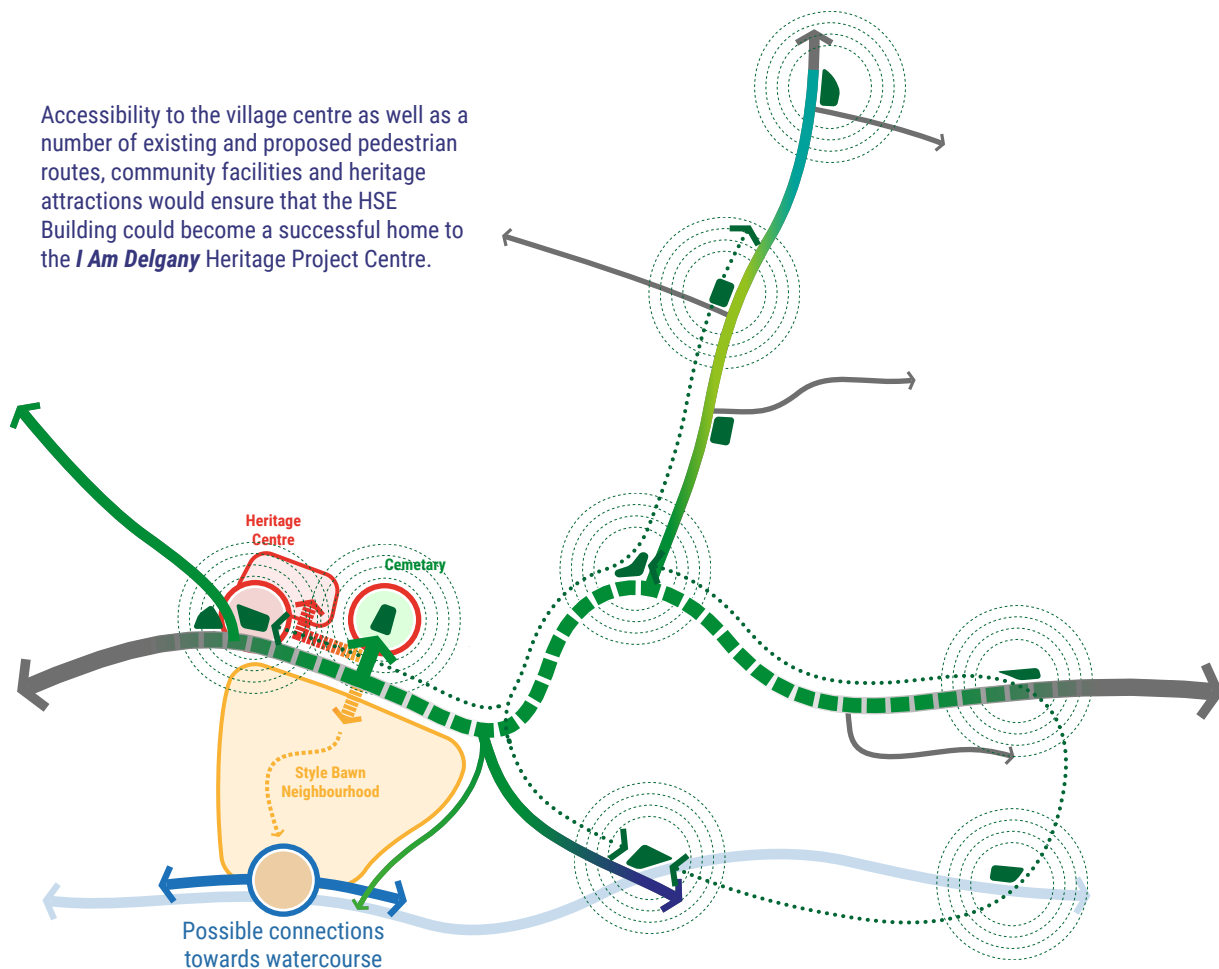 Accessibility to the village centre as well as a
number of existing and proposed pedestrian
routes, community facilities and heritage
attractions would ensure that the HSE
Building could become a successful home to
the I Am Delgany Heritage Project Centre.
Heritage
Centre
Cemetary
Style Bawn
Neighbourhood
Possible connections
towards watercourse